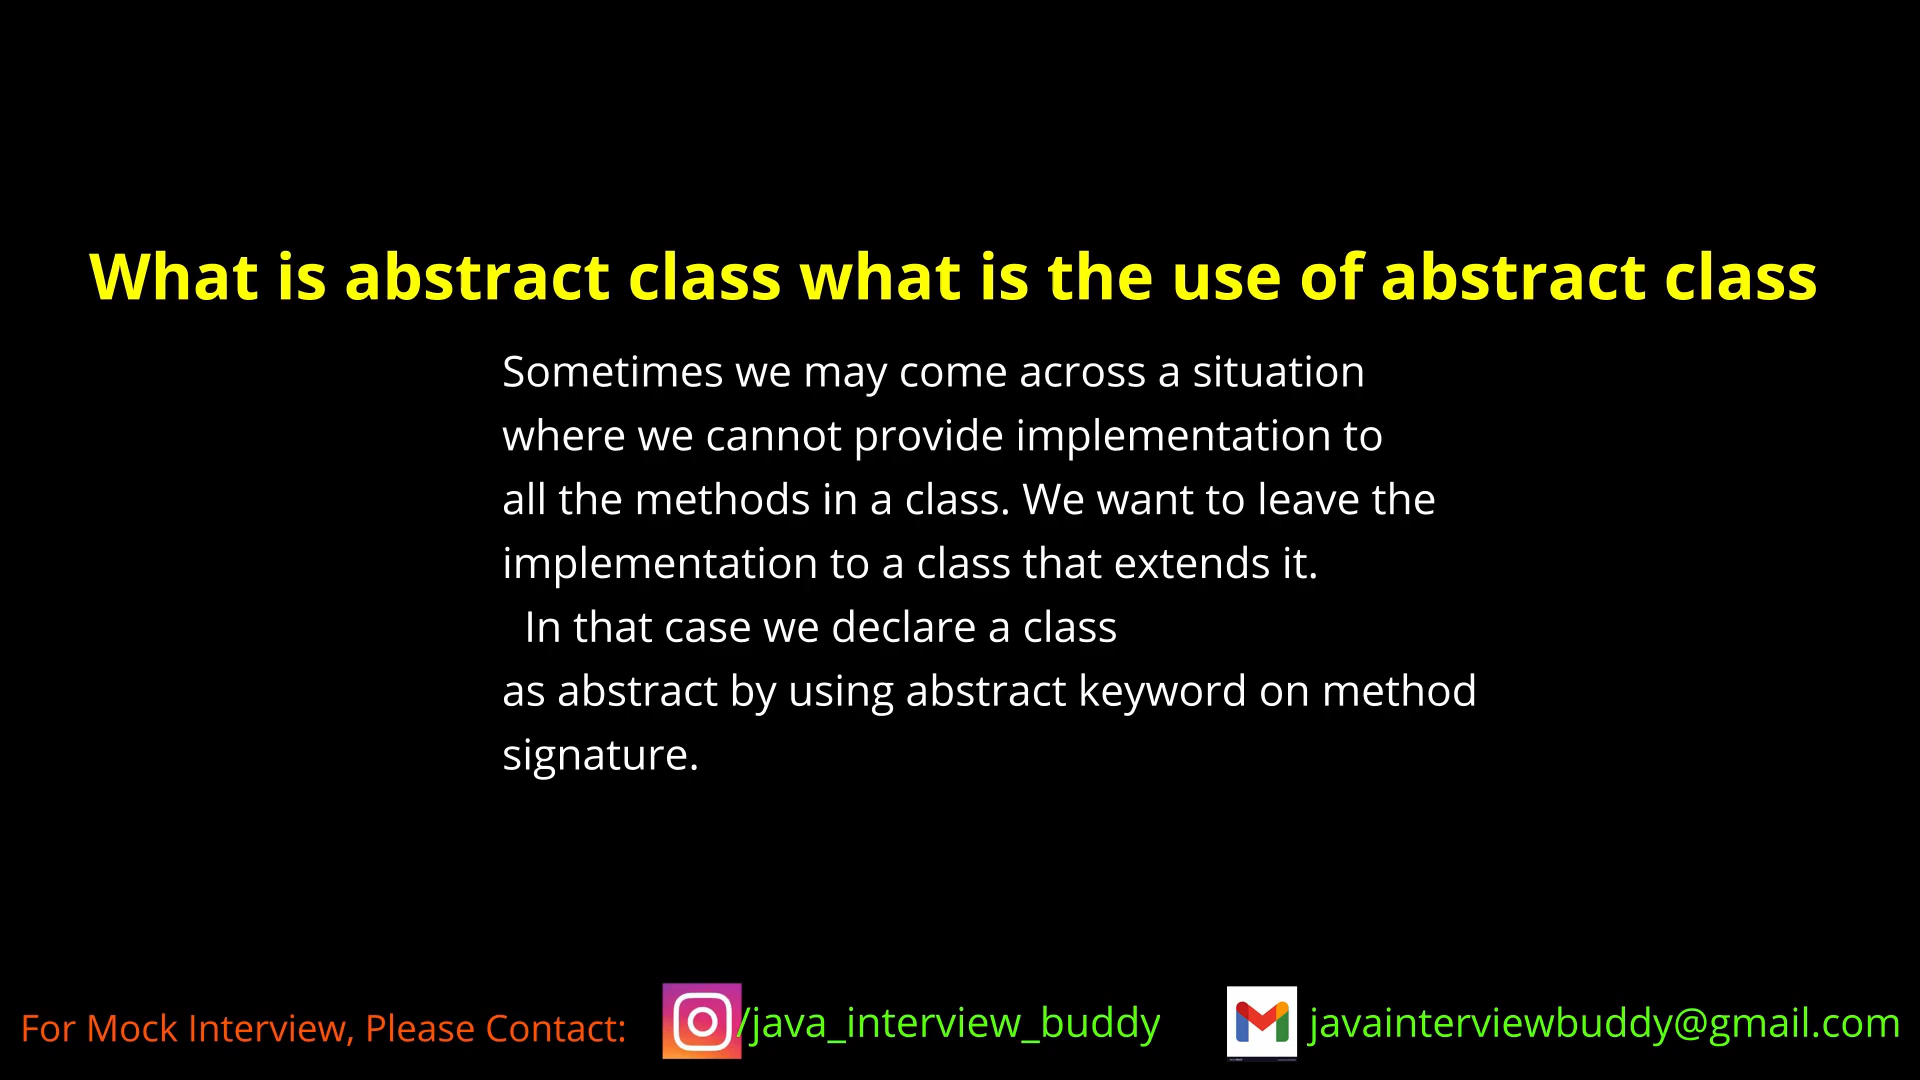 What is abstract class what is the use of abstract class
Sometimes we may come across a situation
where we cannot provide implementation to
all the methods in a class. We want to leave the
implementation to a class that extends it.
In that case we declare a class
as abstract by using abstract keyword on method
signature.
For Mock Interview, Please Contact: /java_interview_buddy javainterviewbuddy@gmail.com